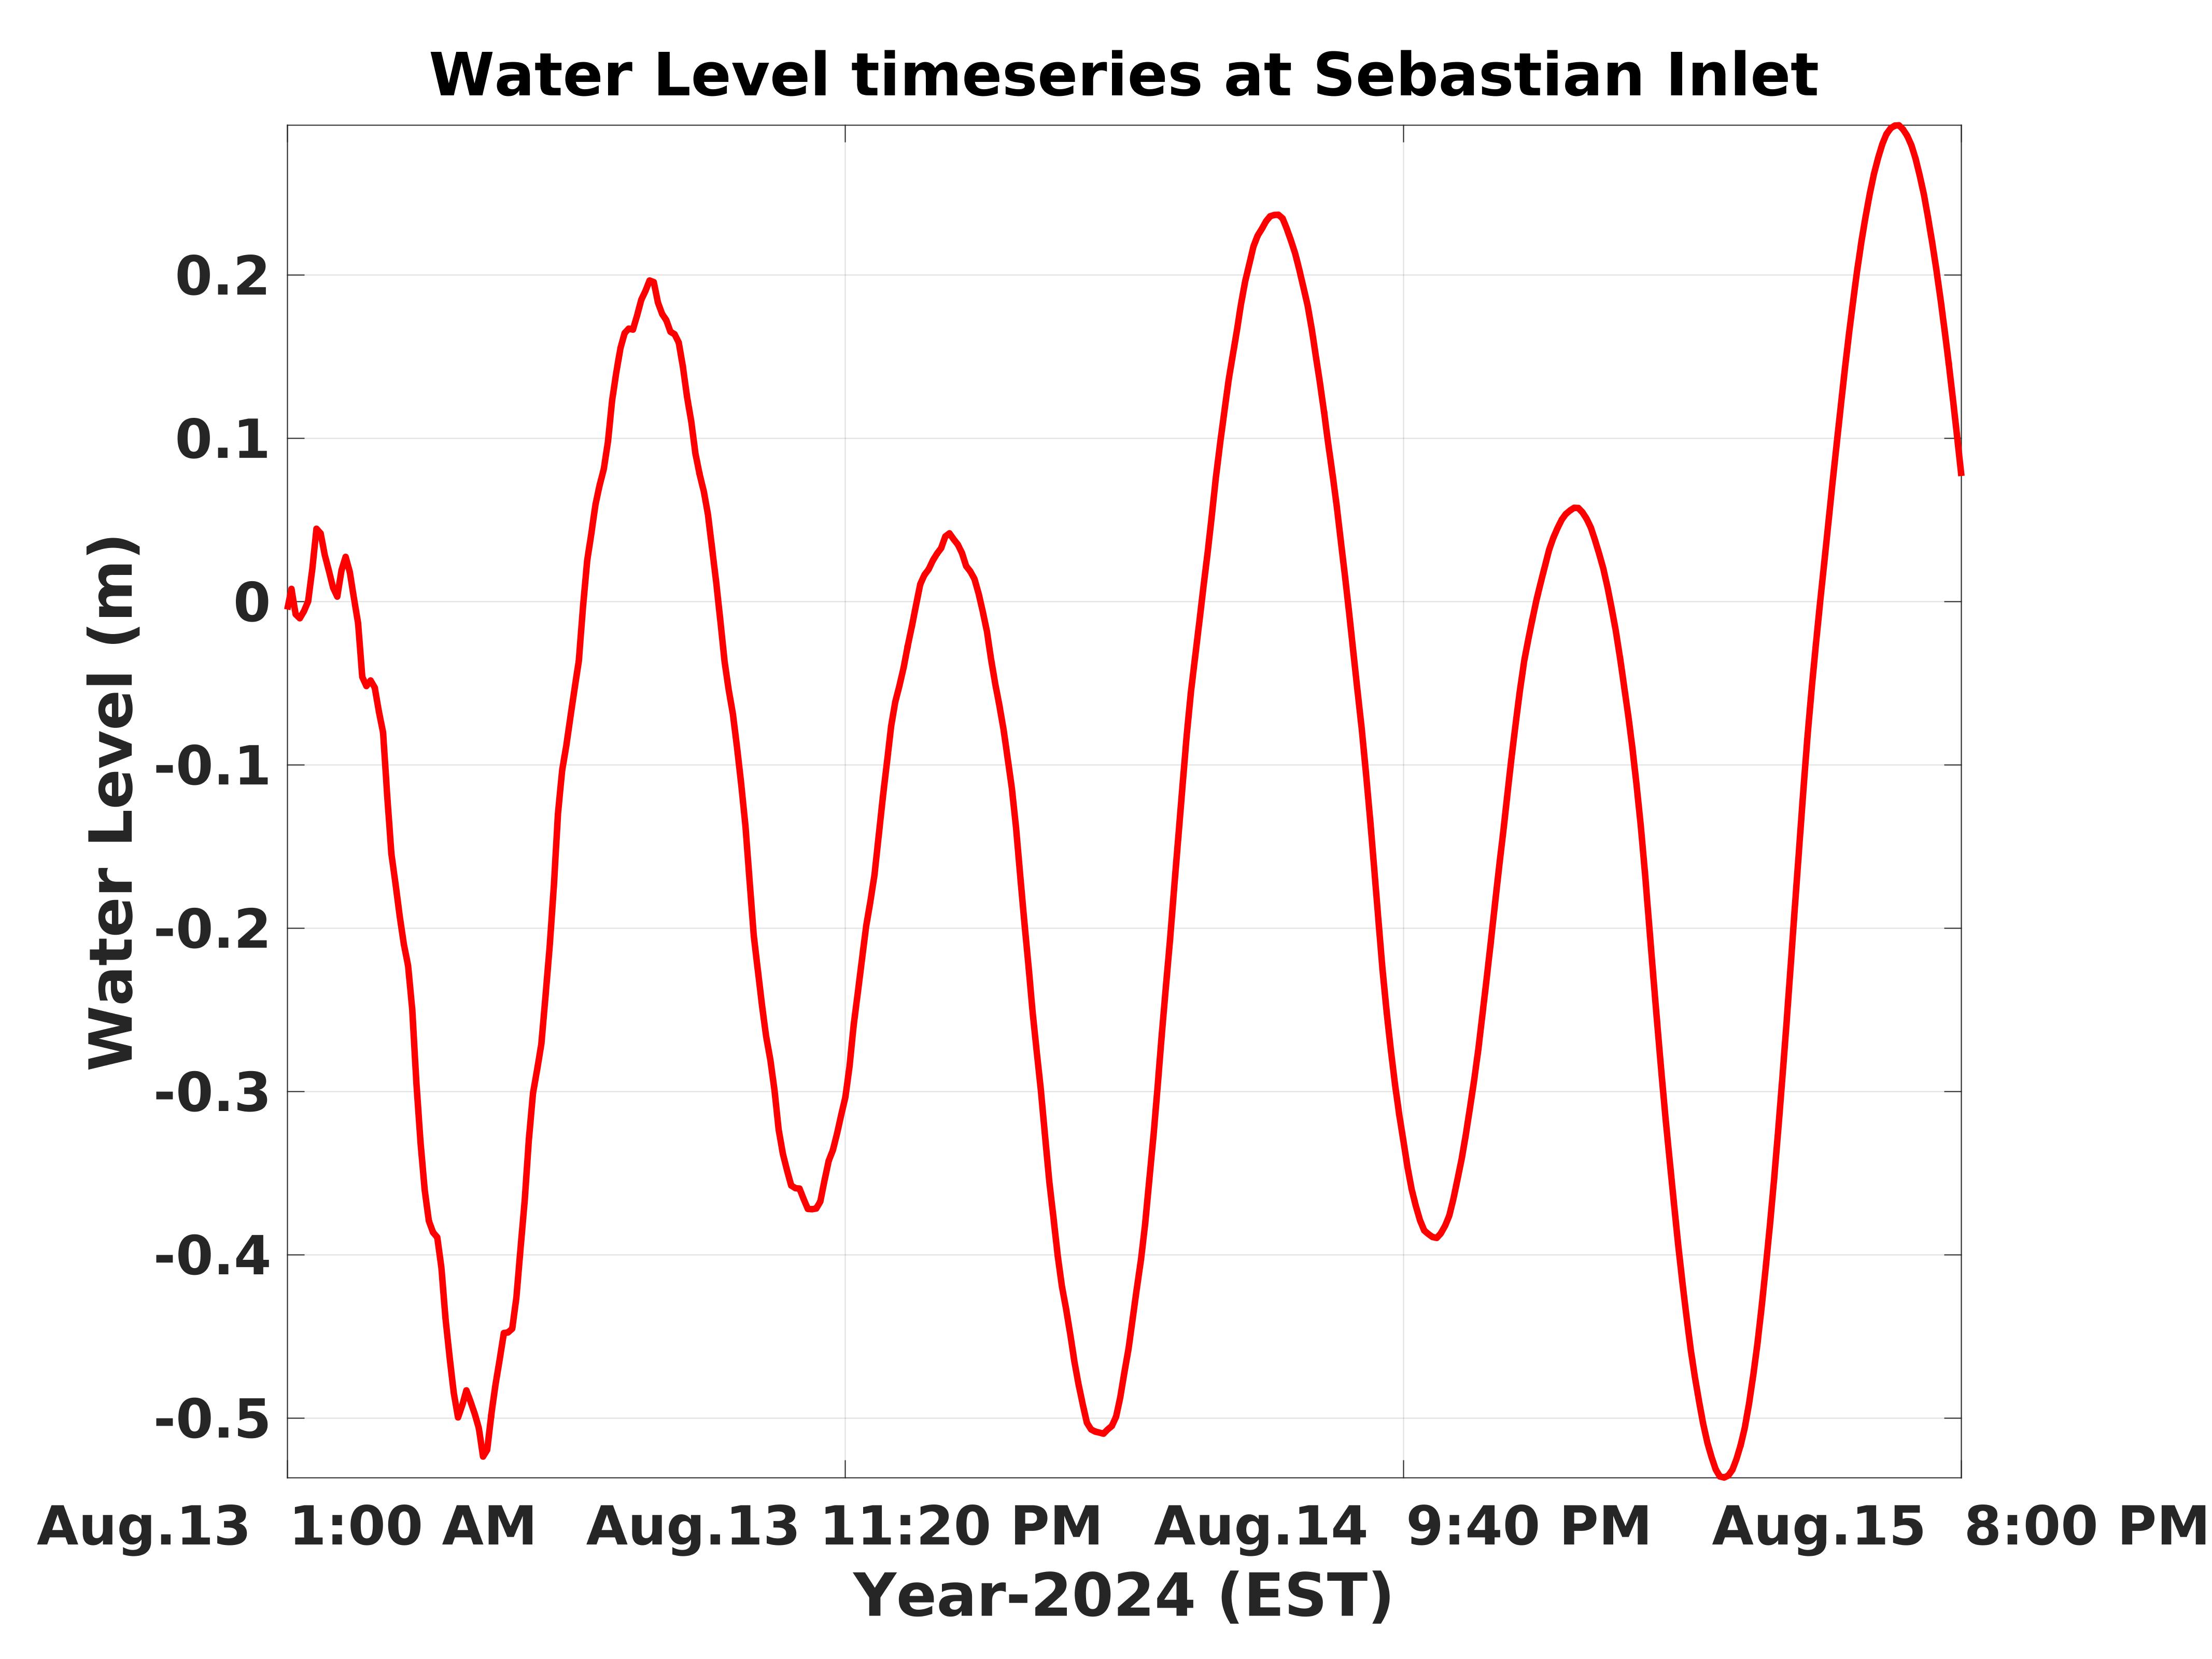 Water Level timeseries at Sebastian Inlet
Water Level (m)
0.2
0.1
0
-0.1
-0.2
-0.3
-0.4
-0.5
Aug.13 1:00 AM Aug.13 11:20 PM Aug.14 9:40 PM Aug.15 8:00 PM
Year-2024 (EST)